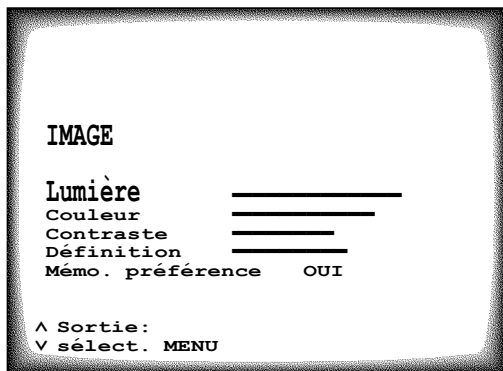 IMAGE
Lumière
Couleur
Contraste
Définition
Mémo. préférence OUI
∧ Sortie:
∨ sélect. MENU